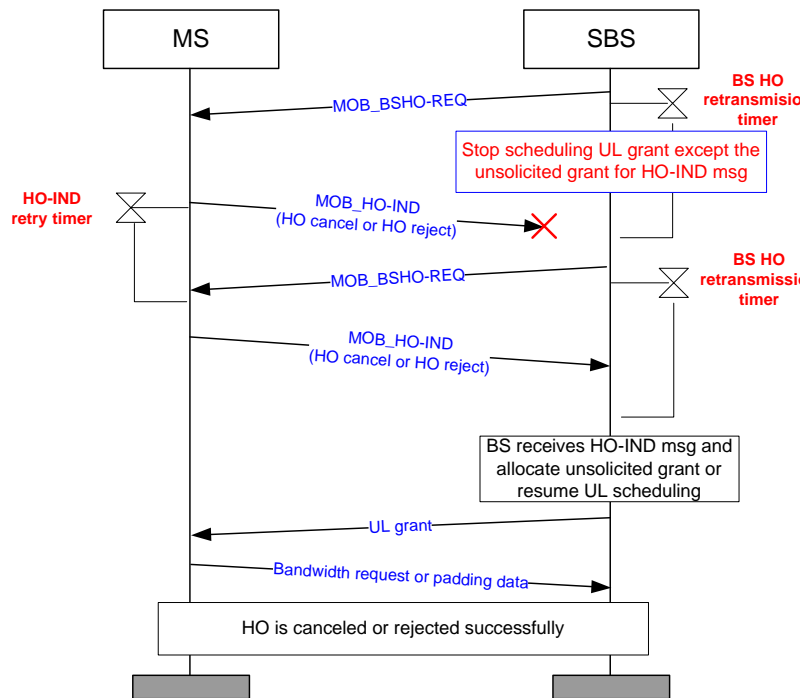 MS
SBS
MOB_BSHO-REQ
BS HO
retransmision
timer
Stop scheduling UL grant except the
unsolicited grant for HO-IND msg
HO-IND
retry timer
MOB_HO-IND
(HO cancel or HO reject)
MOB_BSHO-REQ
BS HO
retransmission
timer
MOB_HO-IND
(HO cancel or HO reject)
BS receives HO-IND msg and
allocate unsolicited grant or
resume UL scheduling
UL grant
Bandwidth request or padding data
HO is canceled or rejected successfully